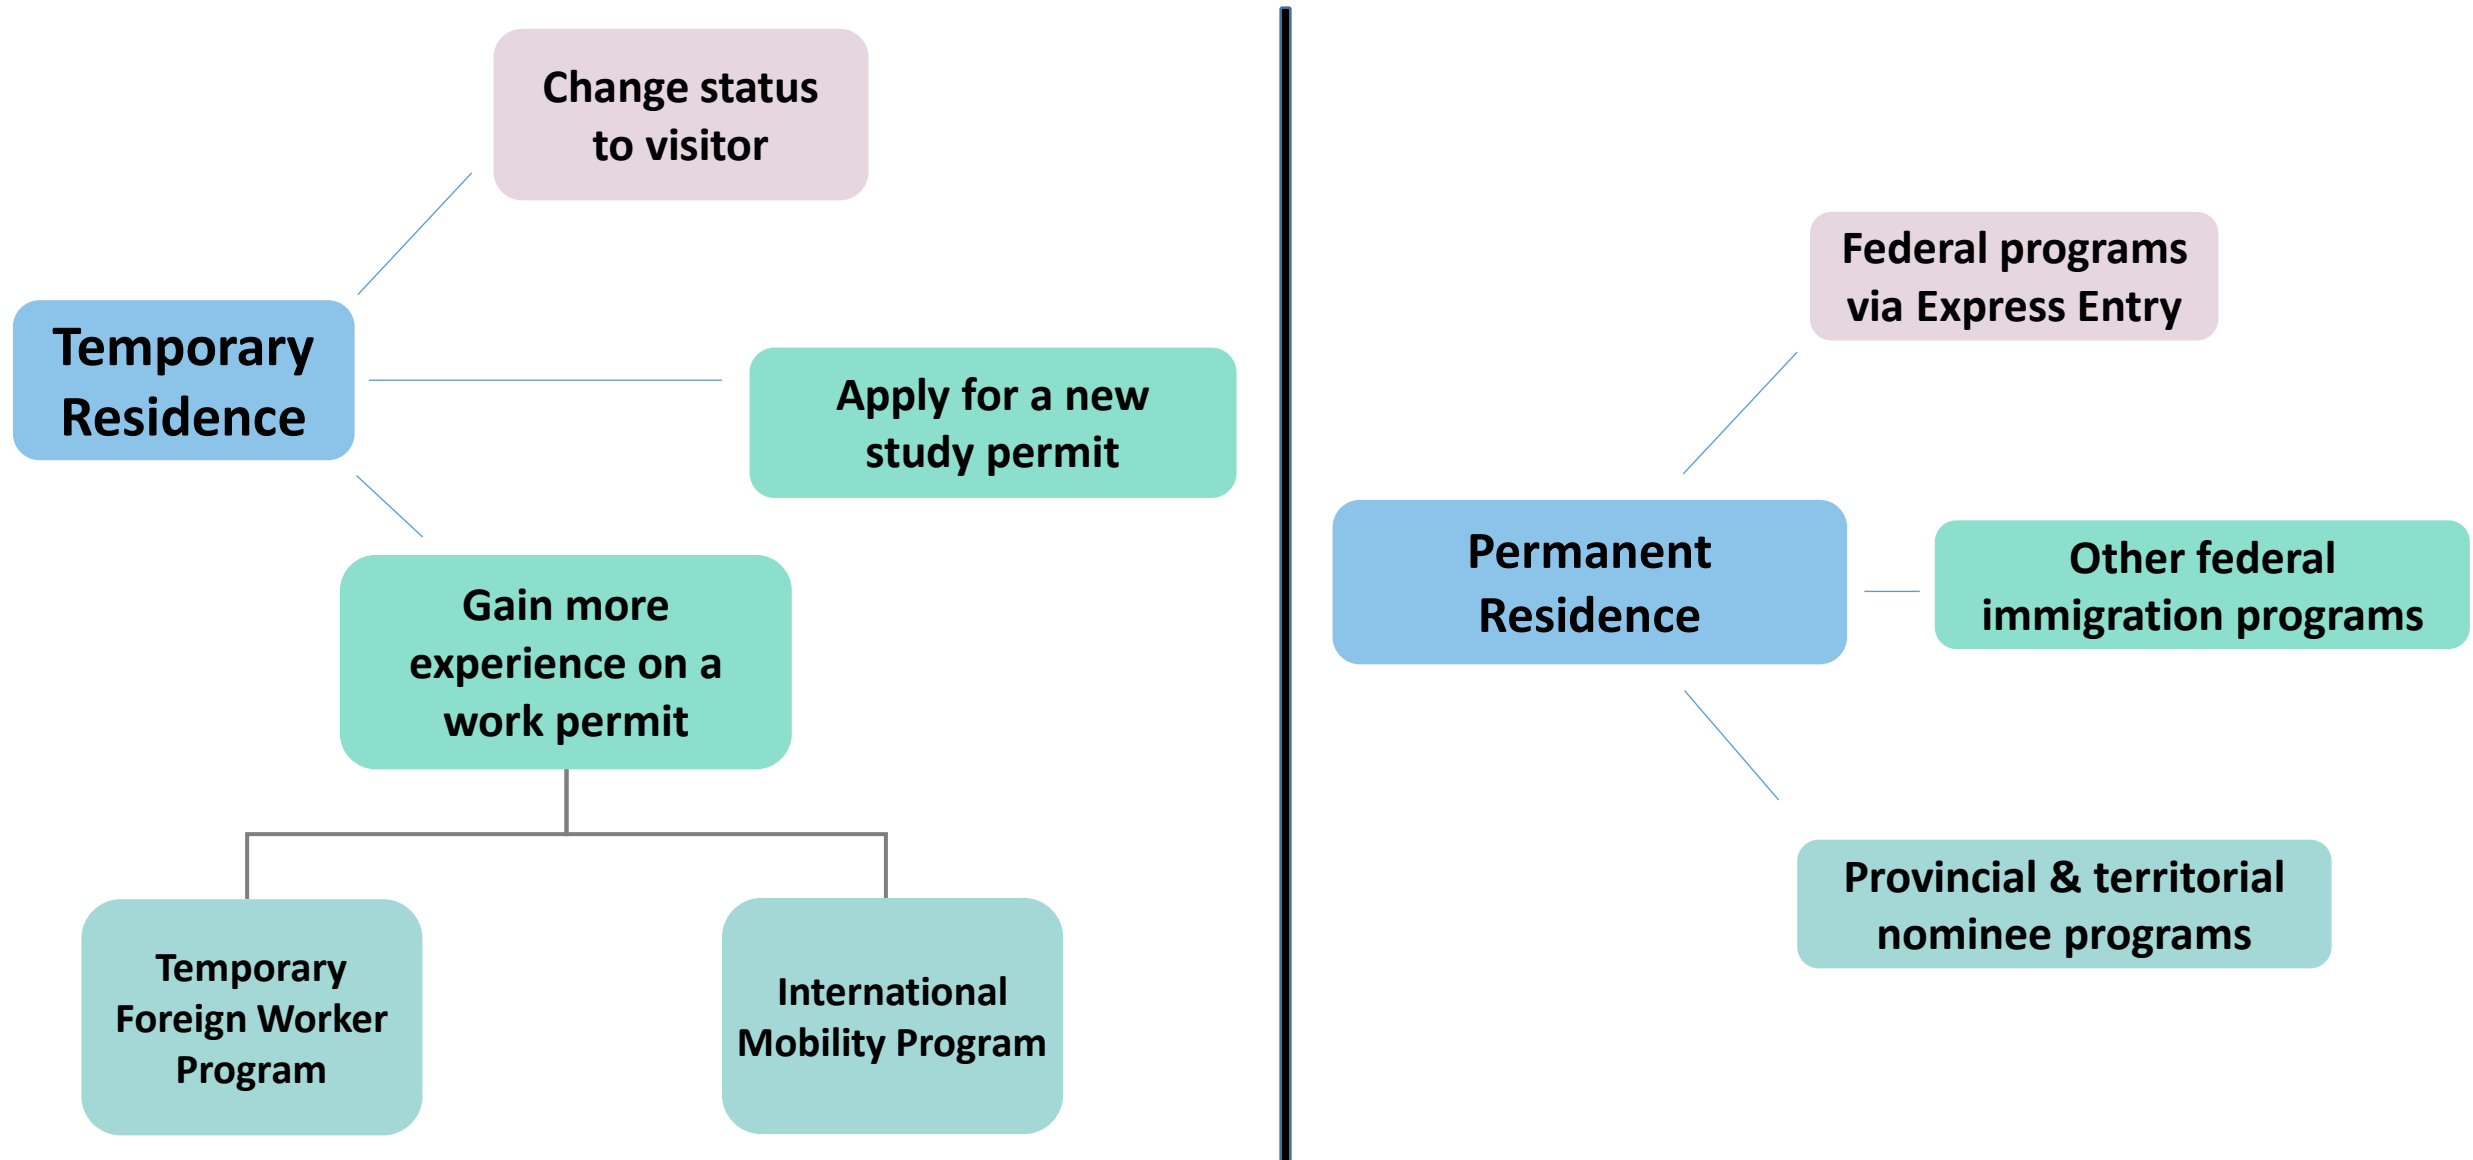 Change status
to visitor
Temporary
Residence
Apply for a new
study permit
Gain more
experience on a
work permit
Temporary
Foreign Worker
Program
International
Mobility Program
Federal programs
via Express Entry
Permanent
Residence
Other federal
immigration programs
Provincial & territorial
nominee programs